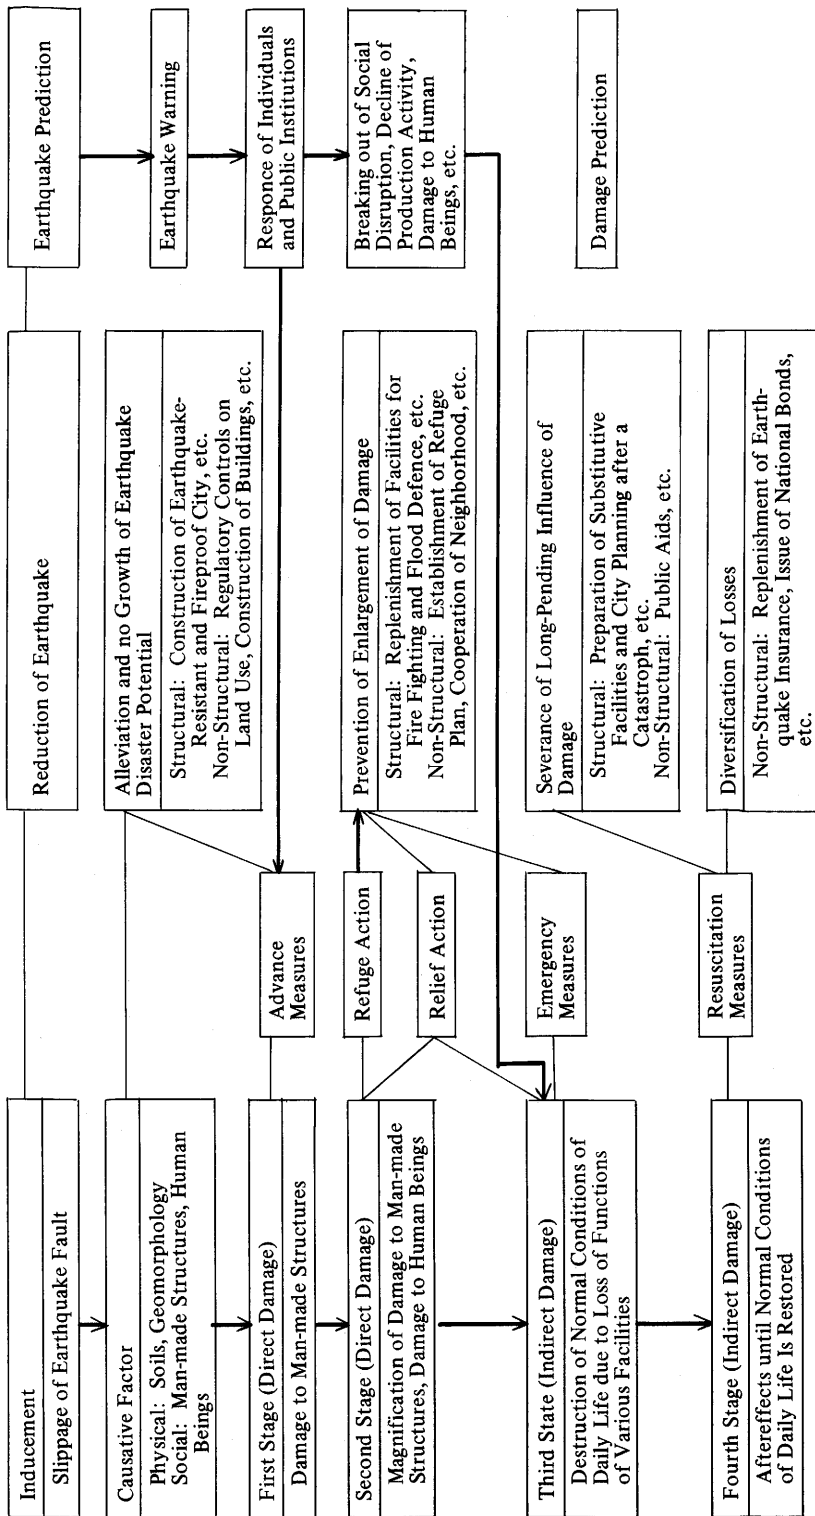 Inducement
Slippage of Earthquake Fault
Causative Factor
Physical: Soils, Geomorphology
Social: Man-made Structures, Human
Beings
First Stage (Direct Damage)
Damage to Man-made Structures
Second Stage (Direct Damage)
Magnification of Damage to Man-made
Structures, Damage to Human Beings
Third State (Indirect Damage)
Destruction of Normal Conditions of
Daily Life due to Loss of Functions
of Various Facilities
Fourth Stage (Indirect Damage)
Aftereffects until Normal Conditions
of Daily Life Is Restored
Advance
Measures
Refuge Action
Relief Action
Emergency
Measures
Resuscitation
Measures
Reduction of Earthquake
Alleviation and no Growth of Earthquake
Disaster Potential
Structural: Construction of Earthquake-
Resistant and Fireproof City, etc.
Non-Structural: Regulatory Controls on
Land Use, Construction of Buildings, etc.
Prevention of Enlargement of Damage
Structural: Replenishment of Facilities for
Fire Fighting and Flood Defence, etc.
Non-Structural: Establishment of Refuge
Plan, Cooperation of Neighborhood, etc.
Severance of Long-Pending Influence of
Damage
Structural: Preparation of Substitutive
Facilities and City Planning after a
Catastroph, etc.
Non-Structural: Public Aids, etc.
Diversification of Losses
Non-Structural: Replenishment of Earth-
quake Insurance, Issue of National Bonds,
etc.
Earthquake Prediction
Earthquake Warning
Responce of Individuals
and Public Institutions
Breaking out of Social
Disruption, Decline of
Production Activity,
Damage to Human
Beings, etc.
Damage Prediction